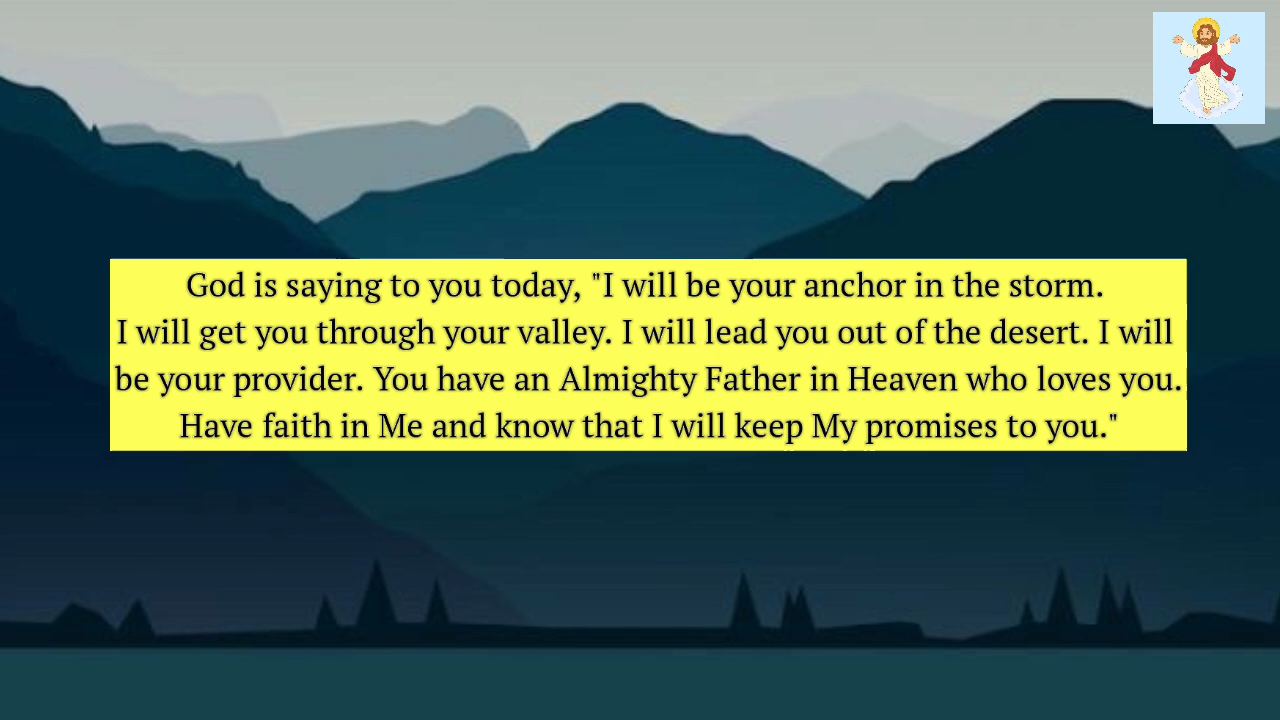 God is saying to you today, "I will be your anchor in the storm.
I will get you through your valley. I will lead you out of the desert. I will
be your provider. You have an Almighty Father in Heaven who loves you.
Have faith in Me and know that I will keep My promises to you."